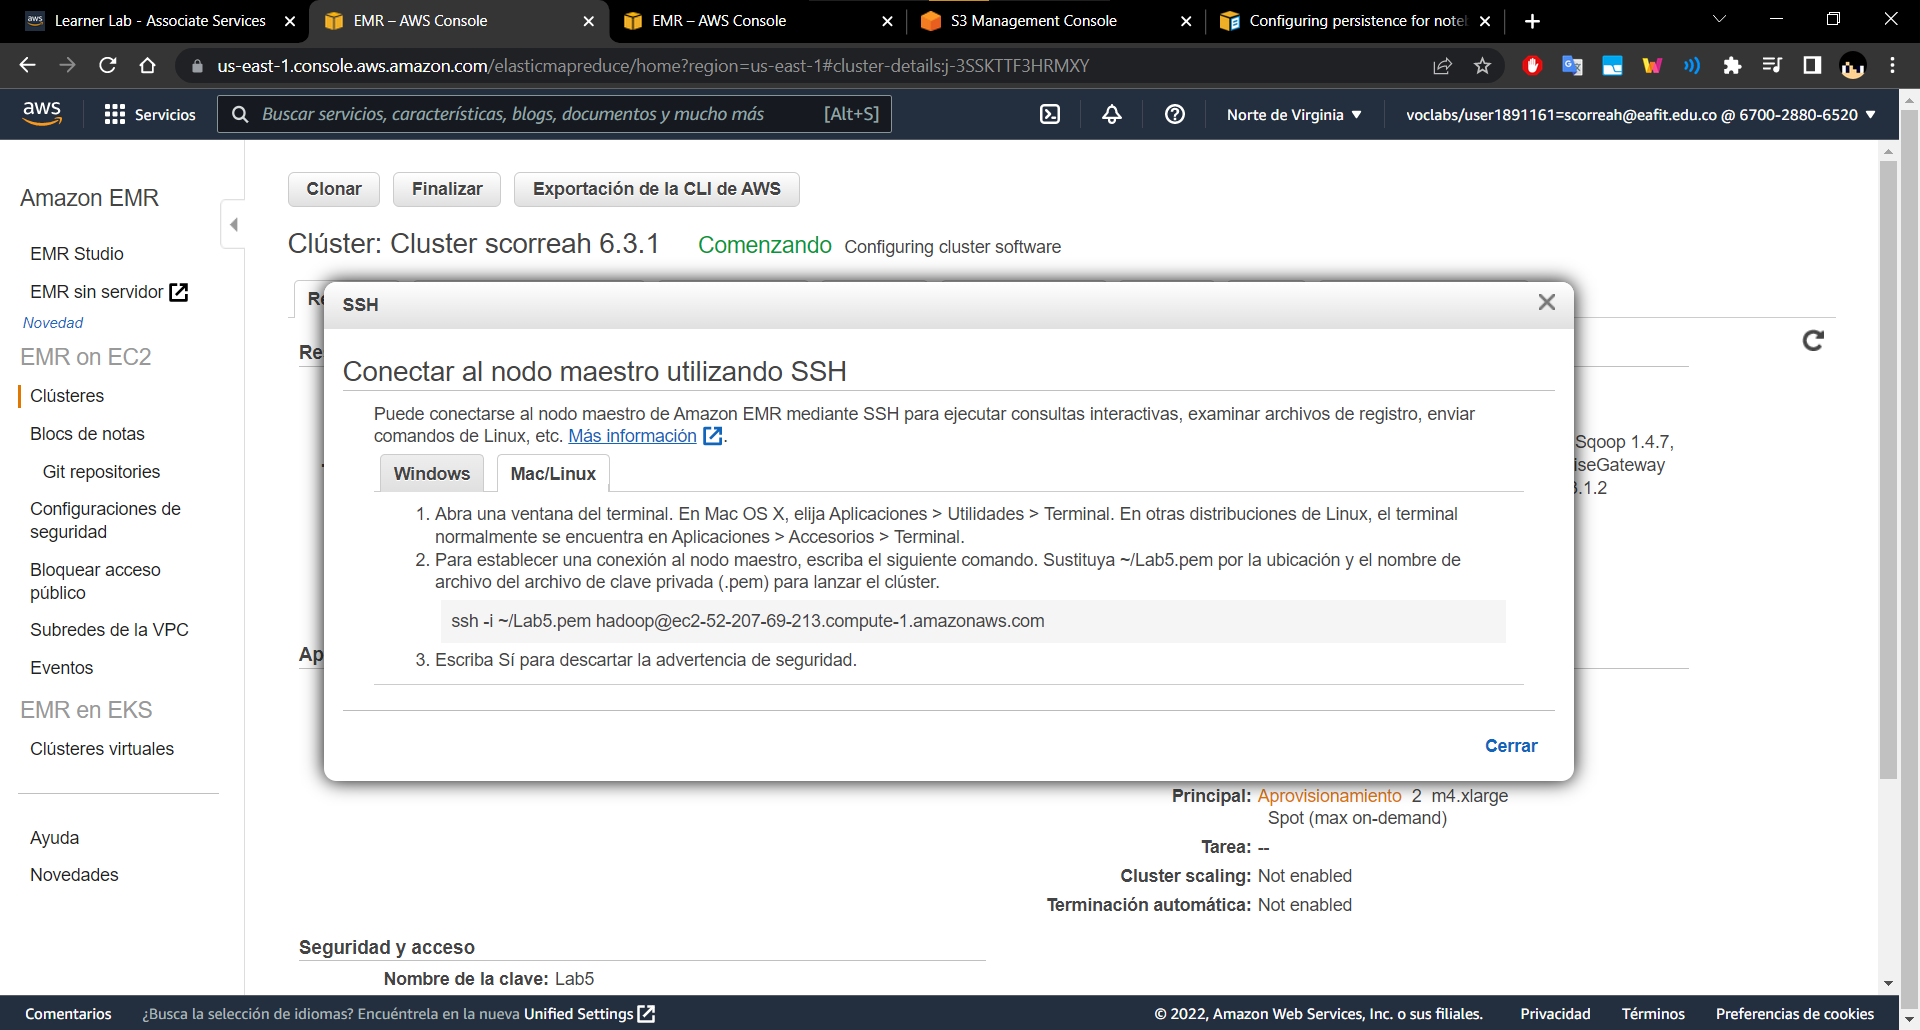 Learner Lab - Associate Services
EMR – AWS Console
EMR – AWS Console
S3 Management Console
Configuring persistence for note
us-east-1.console.aws.amazon.com/elasticmapreduce/home?region=us-east-1#cluster-details:j-3SSKTTF3HRMXY
aws
Servicios
Buscar servicios, características, blogs, documentos y mucho más
[Alt+S]
Norte de Virginia
voclabs/user1891161=scorreah@eafit.edu.co @ 6700-2880-6520
Amazon EMR
EMR Studio
EMR sin servidor
Novedad
EMR on EC2
Clústeres
Blocs de notas
Git repositories
Configuraciones de
seguridad
Bloquear acceso
público
Subredes de la VPC
Eventos
EMR en EKS
Clústeres virtuales
Ayuda
Novedades
Clonar
Finalizar
Exportación de la CLI de AWS
Clúster: Cluster scorreah 6.3.1
Comenzando
Configuring cluster software
SSH
Conectar al nodo maestro utilizando SSH
Puede conectarse al nodo maestro de Amazon EMR mediante SSH para ejecutar consultas interactivas, examinar archivos de registro, enviar
comandos de Linux, etc. Más información.
Windows
Mac/Linux
1. Abra una ventana del terminal. En Mac OS X, elija Aplicaciones > Utilidades > Terminal. En otras distribuciones de Linux, el terminal
normalmente se encuentra en Aplicaciones > Accesorios > Terminal.
2. Para establecer una conexión al nodo maestro, escriba el siguiente comando. Sustituya ~/Lab5.pem por la ubicación y el nombre de
archivo del archivo de clave privada (.pem) para lanzar el clúster.
ssh -i ~/Lab5.pem hadoop@ec2-52-207-69-213.compute-1.amazonaws.com
3. Escriba Sí para descartar la advertencia de seguridad.
Cerrar
Sqoop 1.4.7,
iseGateway
3.1.2
Re
Ap
Principal: Aprovisionamiento 2 m4.xlarge
Spot (max on-demand)
Tarea: --
Cluster scaling: Not enabled
Terminación automática: Not enabled
Seguridad y acceso
Nombre de la clave: Lab5
Comentarios
¿Busca la selección de idiomas? Encuéntrela en la nueva Unified Settings
© 2022, Amazon Web Services, Inc. o sus filiales.
Privacidad
Términos
Preferencias de cookies